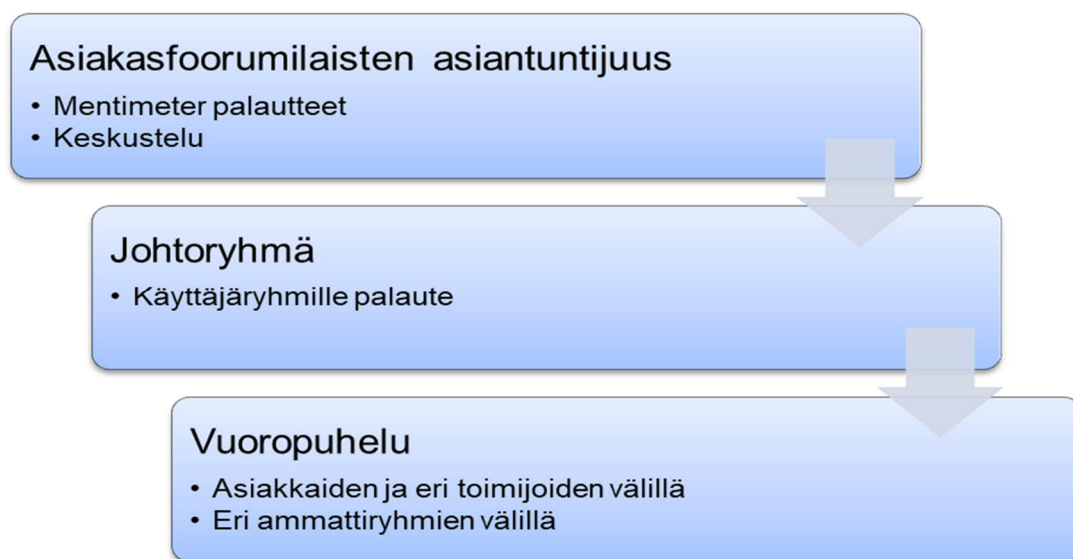 Asiakasfoorumilaisten asiantuntijuus
• Mentimeter palautteet
• Keskustelu
Johtoryhmä
• Käyttäjäryhmille palaute
Vuoropuhelu
• Asiakkaiden ja eri toimijoiden välillä
• Eri ammattiryhmien välillä